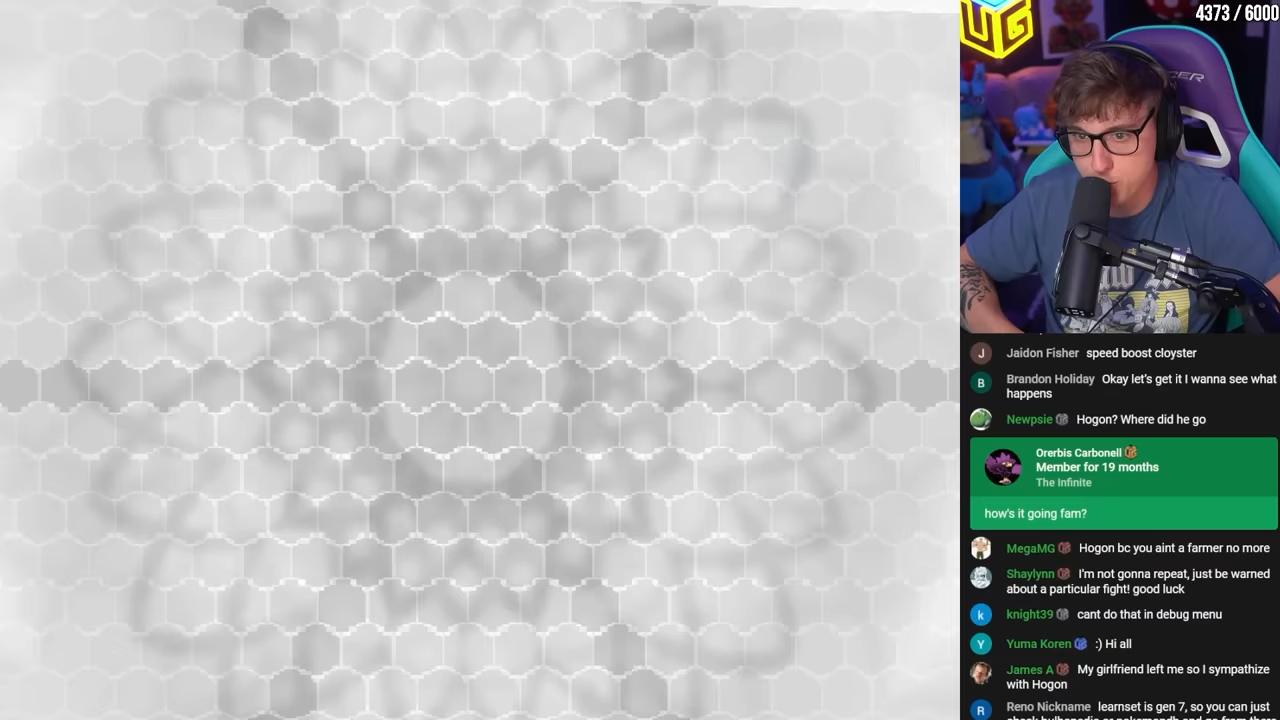 4373 / 6000
UG
Jaidon Fisher speed boost cloyster
Brandon Holiday Okay let's get it I wanna see what
happens
Newpsie Hogon? Where did he go
Orerbis Carbonell
Member for 19 months
The Infinite
how's it going fam?
MegaMG Hogon bc you aint a farmer no more
Shaylynn I'm not gonna repeat, just be warned
about a particular fight! good luck
knight39 cant do that in debug menu
Yuma Koren :) Hi all
James A My girlfriend left me so I sympathize
with Hogon
Reno Nickname learnset is gen 7, so you can just